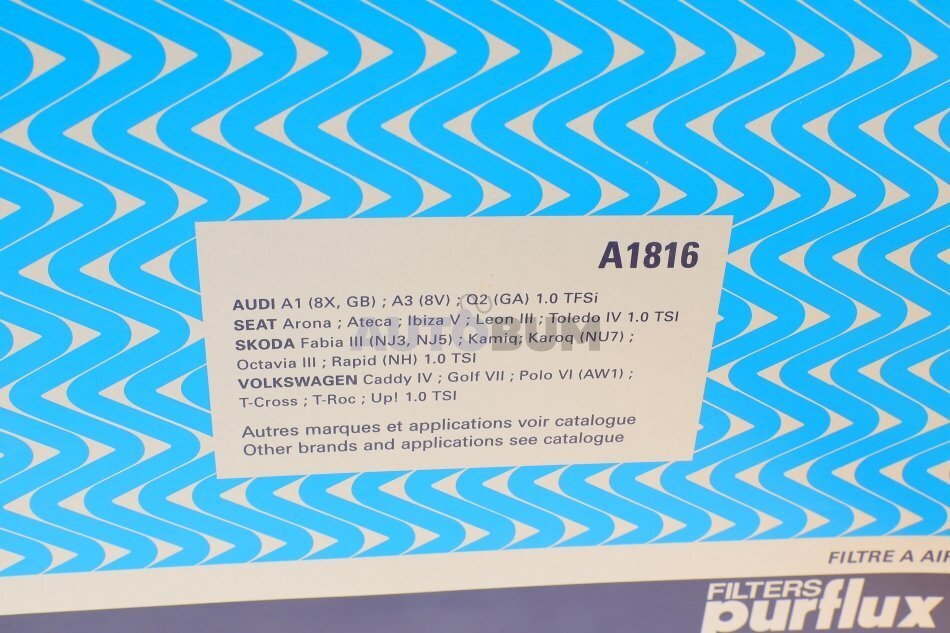 A1816
AUDI A1 (8X, GB) ; A3 (8V) ; Q2 (GA) 1.0 TFSi
SEAT Arona ; Ateca ; Ibiza V ; Leon III ; Toledo IV 1.0 TSI
SKODA Fabia III (NJ3, NJ5) ; Kamiq; Karoq (NU7) ;
Octavia III ; Rapid (NH) 1.0 TSI
VOLKSWAGEN Caddy IV ; Golf VII ; Polo VI (AW1) ;
T-Cross ; T-Roc ; Up! 1.0 TSI
Autres marques et applications voir catalogue
Other brands and applications see catalogue
AUTOBUM
FILTRE A AIR
FILTERS
purflux